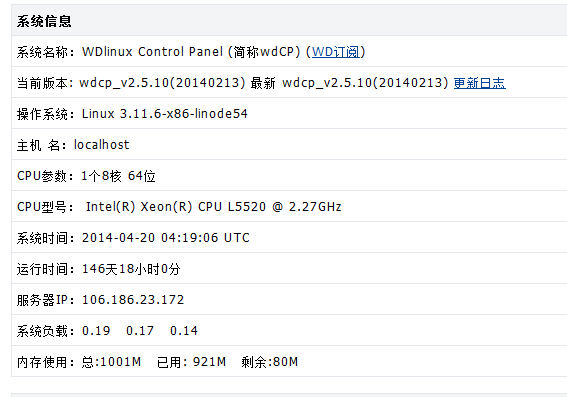 系统信息
系统名称：WDlinux Control Panel (简称wdCP) (WD订阅)
当前版本: wdcp_v2.5.10(20140213) 最新 wdcp_v2.5.10(20140213) 更新日志
操作系统：Linux 3.11.6-x86-linode54
主机 名：localhost
CPU参数：1个8核 64位
CPU型号： Intel(R) Xeon(R) CPU L5520 @ 2.27GHz
系统时间：2014-04-20 04:19:06 UTC
运行时间：146天18小时0分
服务器IP：106.186.23.172
系统负载：0.19 0.17 0.14
内存使用：总:1001M 已用: 921M 剩余:80M